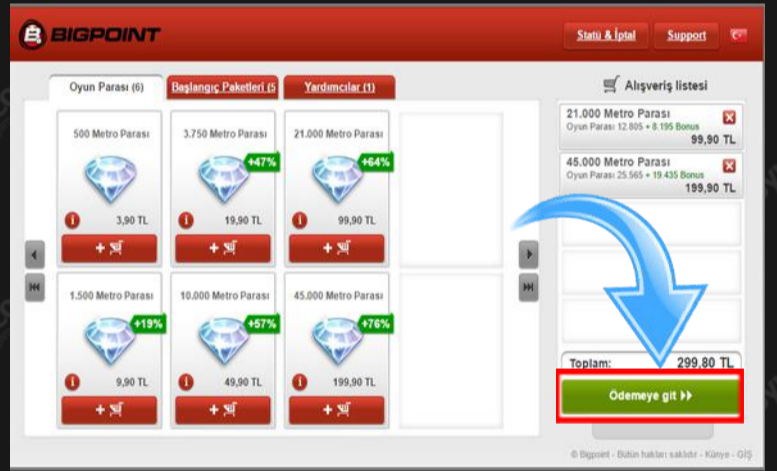 BIGPOINT
Statü & İptal
Support
Oyun Parası (6)
Başlangıç Paketleri (5
Yardımcılar (1)
Alışveriş listesi
500 Metro Parası
3,90 TL
3.750 Metro Parası
+47%
19,90 TL
21.000 Metro Parası
+64%
99,90 TL
1.500 Metro Parası
+19%
9,90 TL
10.000 Metro Parası
+57%
49,90 TL
45.000 Metro Parası
+76%
199,90 TL
21.000 Metro Parası
Oyun Parası 12.805 + 8.195 Bonus
99,90 TL
45.000 Metro Parası
Oyun Parası 25.565 + 19.435 Bonus
199,90 TL
Toplam: 299,80 TL
Ödemeye git
© Bigpoint - Bütün hakları saklıdır - Künye - GİŞ